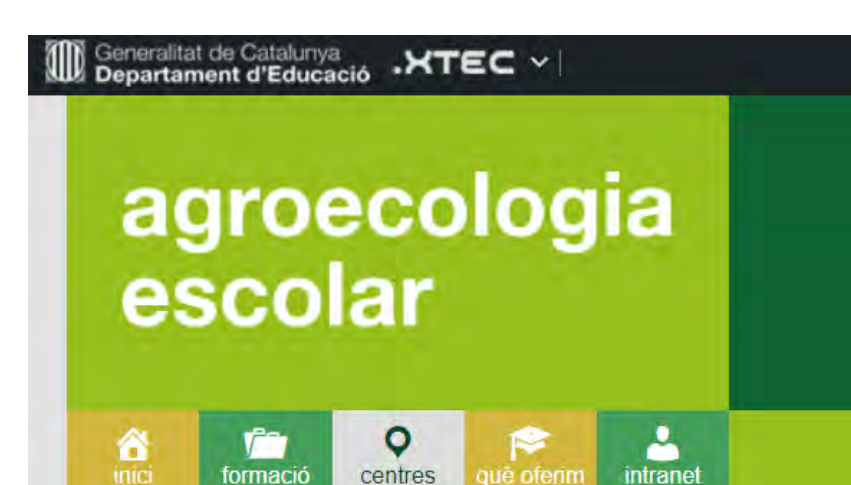 Generalitat de Catalunya
Departament d'Educació
.XTEC
agroecologia
escolar
inici
formació
centres
què oferim
intranet